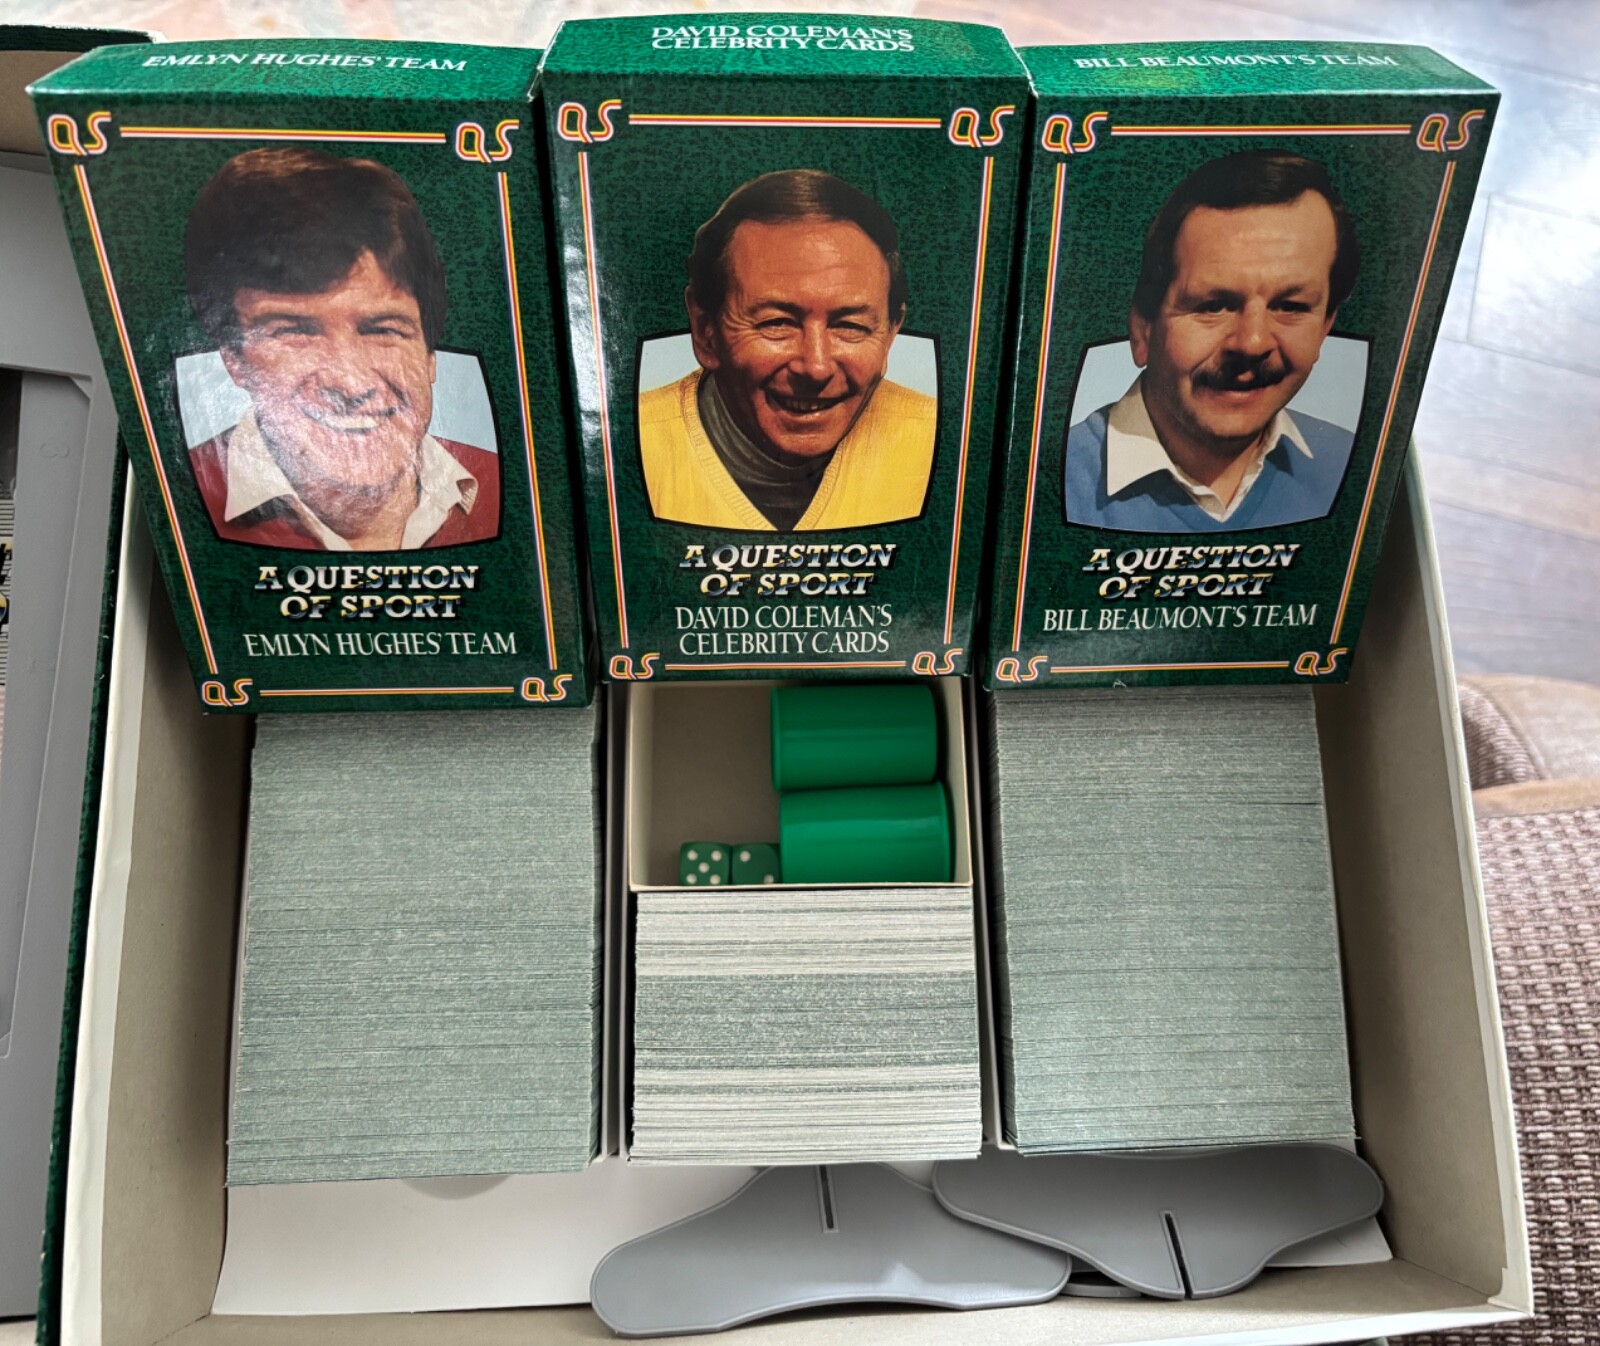 EMLYN HUGHES' TEAM
QS QS
A QUESTION
OF SPORT
EMLYN HUGHES' TEAM
QS QS
DAVID COLEMAN'S
CELEBRITY CARDS
QS QS
A QUESTION
OF SPORT
DAVID COLEMAN'S
CELEBRITY CARDS
QS QS
BILL BEAUMONT'S TEAM
QS QS
A QUESTION
OF SPORT
BILL BEAUMONT'S TEAM
QS QS